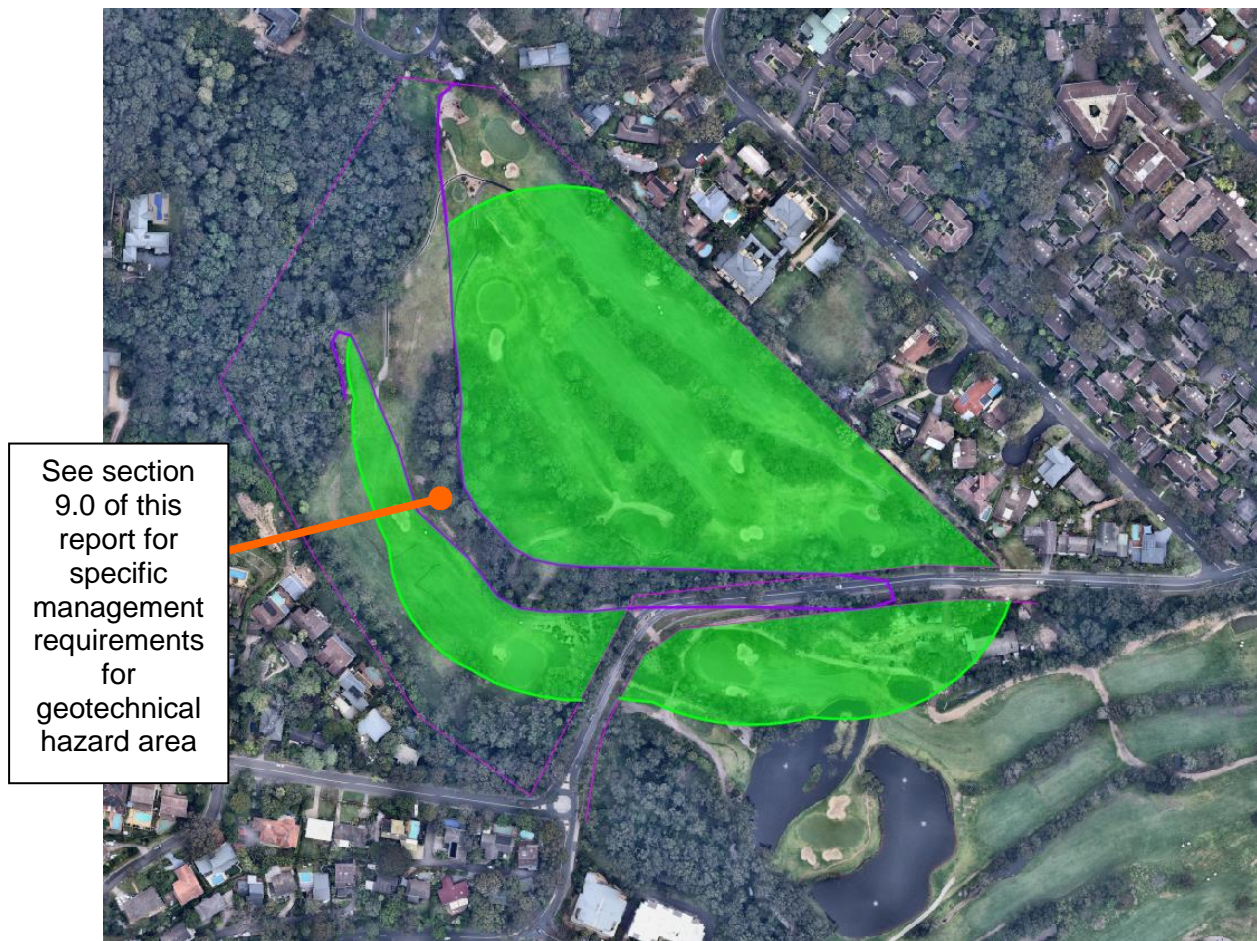 See section
9.0 of this
report for
specific
management
requirements
for
geotechnical
hazard area